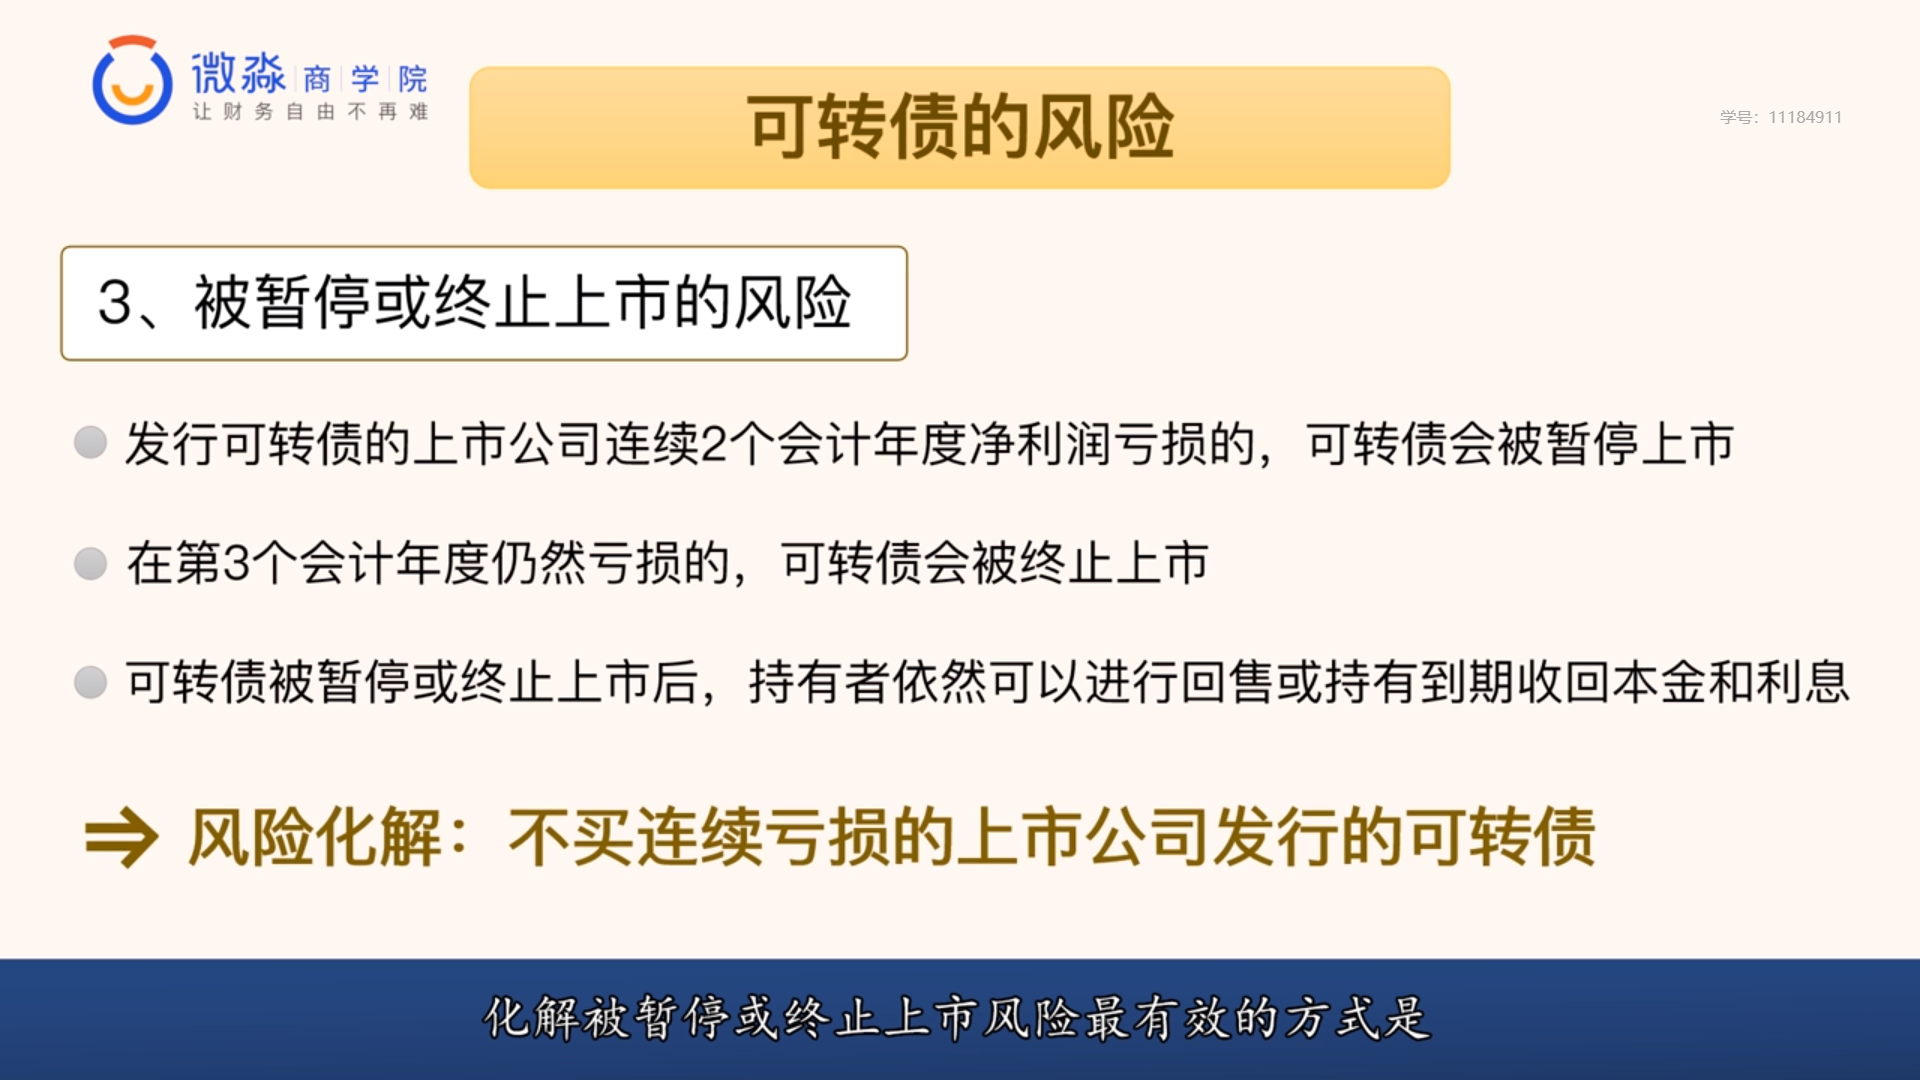 微淼商学院
让财务自由不再难
可转债的风险
学号：11184911
3、被暂停或终止上市的风险
发行可转债的上市公司连续2个会计年度净利润亏损的，可转债会被暂停上市
在第3个会计年度仍然亏损的，可转债会被终止上市
可转债被暂停或终止上市后，持有者依然可以进行回售或持有到期收回本金和利息
⇒ 风险化解：不买连续亏损的上市公司发行的可转债
化解被暂停或终止上市风险最有效的方式是